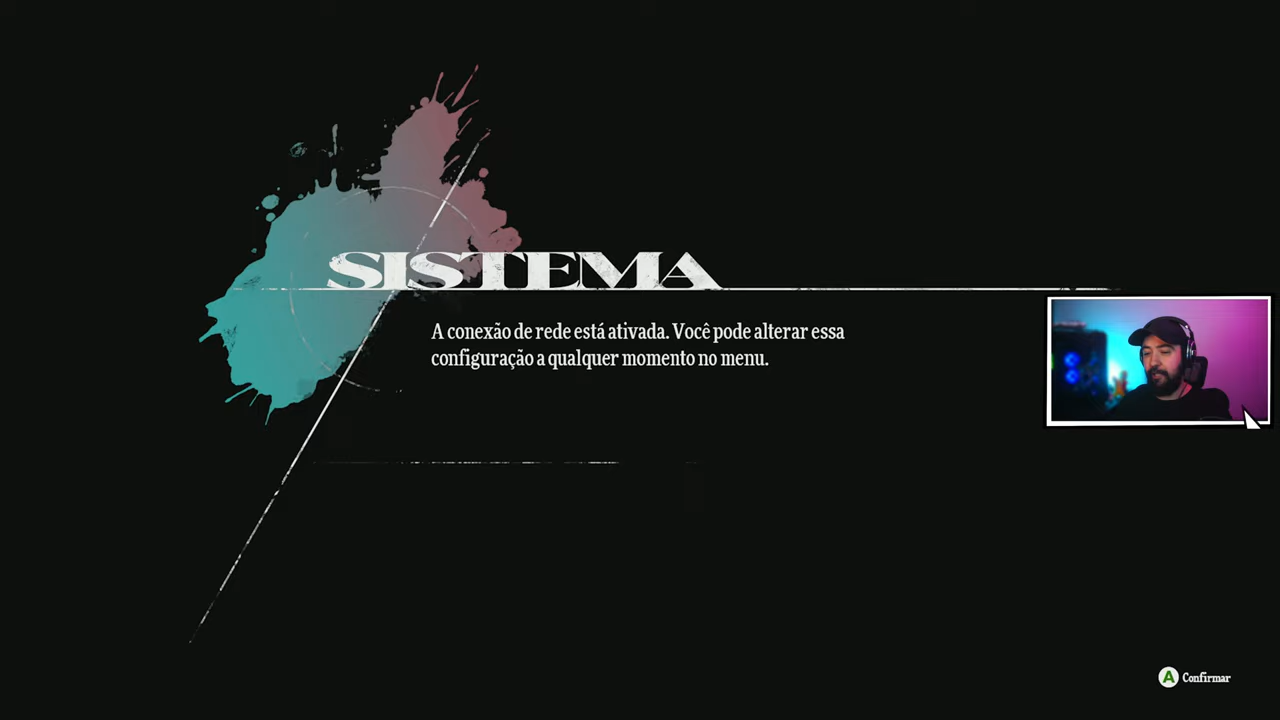 SISTEMA
A conexão de rede está ativada. Você pode alterar essa
configuração a qualquer momento no menu.
A Confirmar